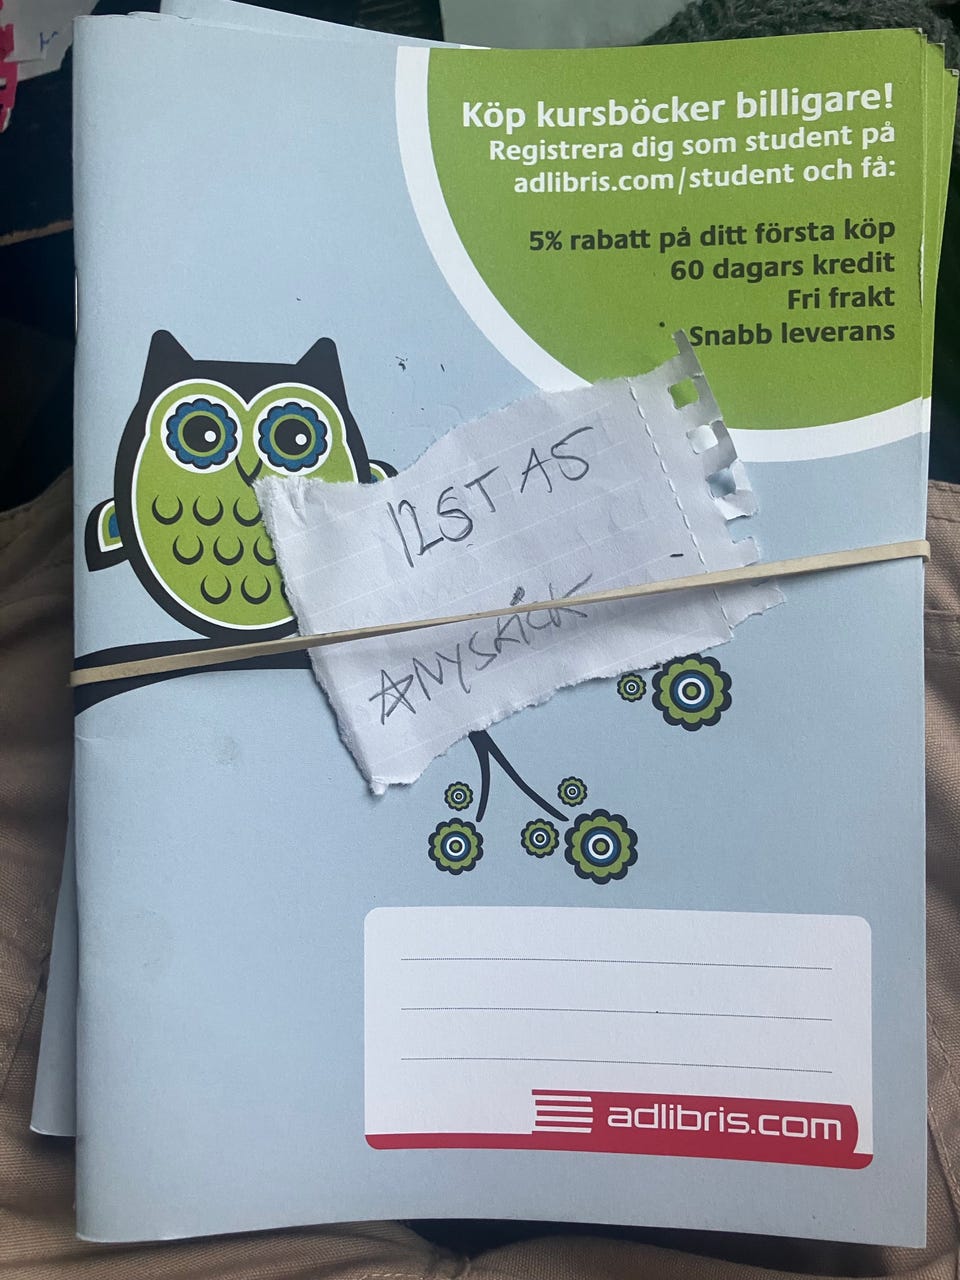 Köp kursböcker billigare!
Registrera dig som student på
adlibris.com/student och få:
5% rabatt på ditt första köp
60 dagars kredit
Fri frakt
Snabb leverans
12ST A5
NYSKICK
adlibris.com